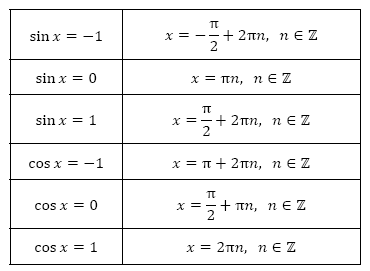 sin x = −1 x = −π/2 + 2πn, n ∈ ℤ
sin x = 0 x = πn, n ∈ ℤ
sin x = 1 x = π/2 + 2πn, n ∈ ℤ
cos x = −1 x = π + 2πn, n ∈ ℤ
cos x = 0 x = π/2 + πn, n ∈ ℤ
cos x = 1 x = 2πn, n ∈ ℤ